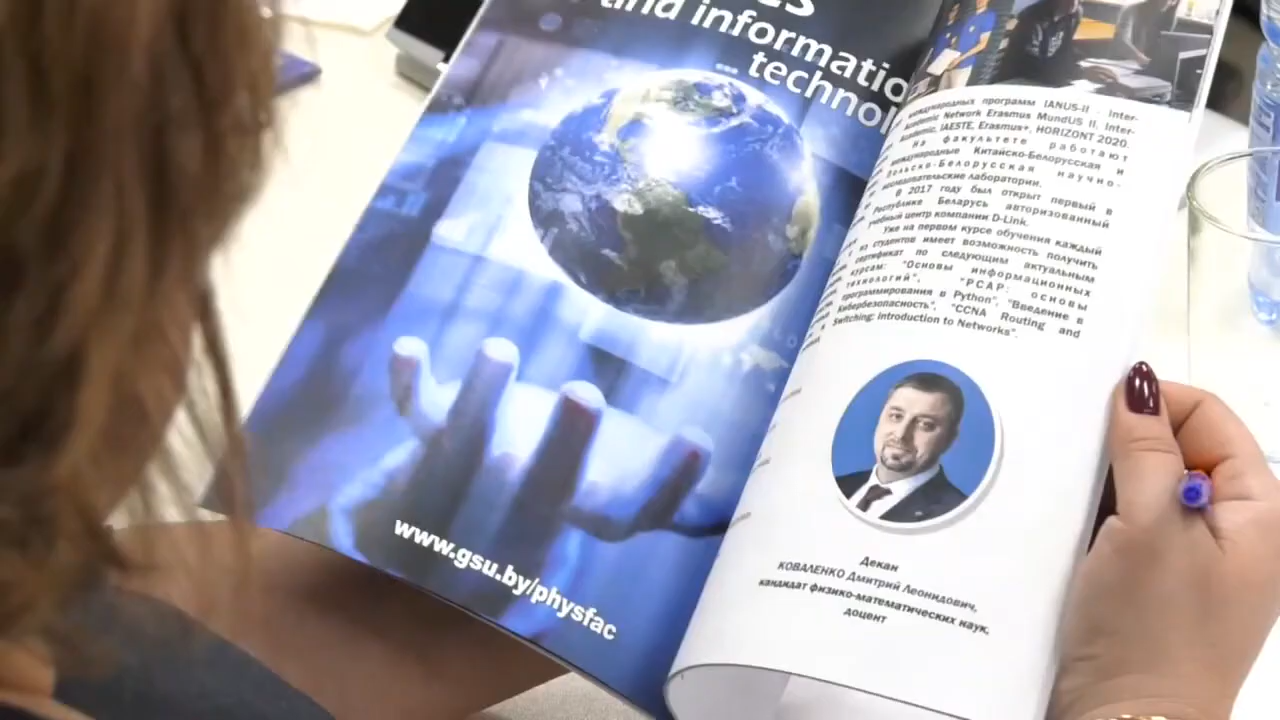 and information
technol
www.gsu.by/physfac
международных программ IANUS-II - Inter-
Academic Network Erasmus MundUS II, Inter-
Academic, IAESTE, Erasmus+, HORIZONT 2020.
На факультете работают
международные Китайско-Белорусская и
Польско-Белорусская научно-
исследовательские лаборатории.
В 2017 году был открыт первый в
Республике Беларусь авторизованный
учебный центр компании D-Link.
Уже на первом курсе обучения каждый
из студентов имеет возможность получить
сертификат по следующим актуальным
курсам: "Основы информационных
технологий", "PCAP: основы
программирования в Python", "Введение в
Кибербезопасность", "CCNA Routing and
Switching: Introduction to Networks".
Декан
КОВАЛЕНКО Дмитрий Леонидович,
кандидат физико-математических наук,
доцент